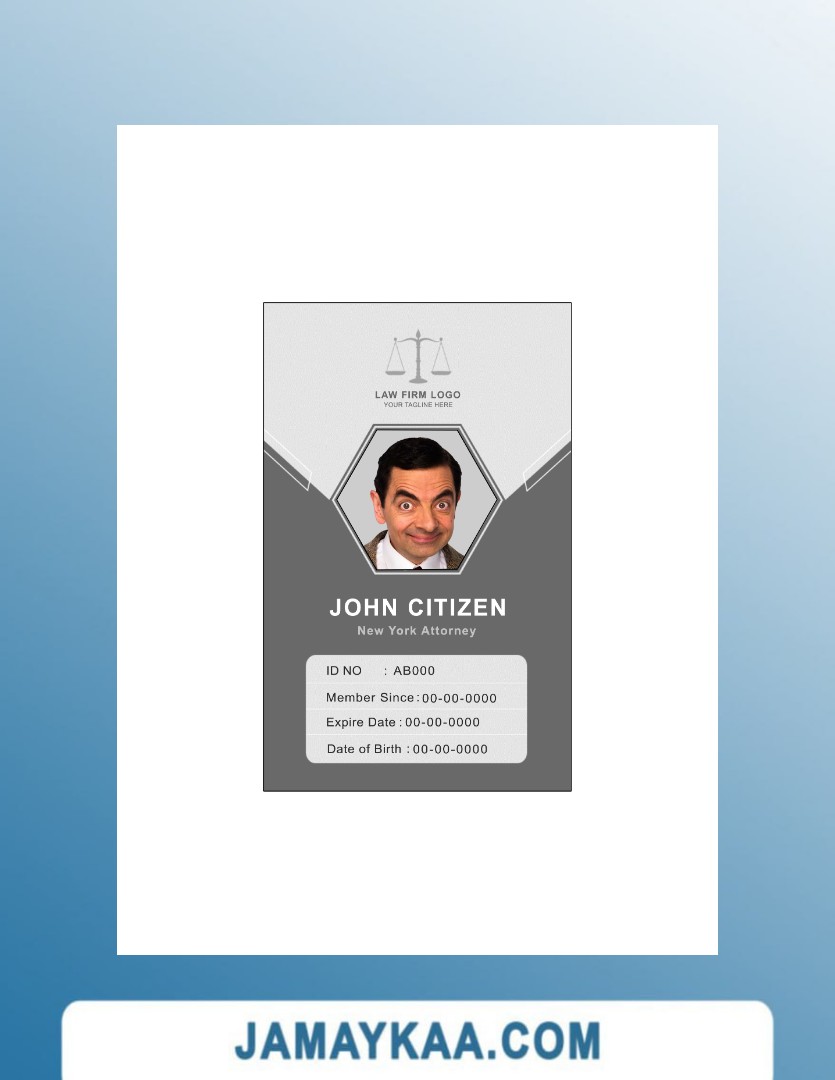 LAW FIRM LOGO
YOUR TAGLINE HERE
JOHN CITIZEN
New York Attorney
ID NO : AB000
Member Since : 00-00-0000
Expire Date : 00-00-0000
Date of Birth : 00-00-0000
JAMAYKAA.COM